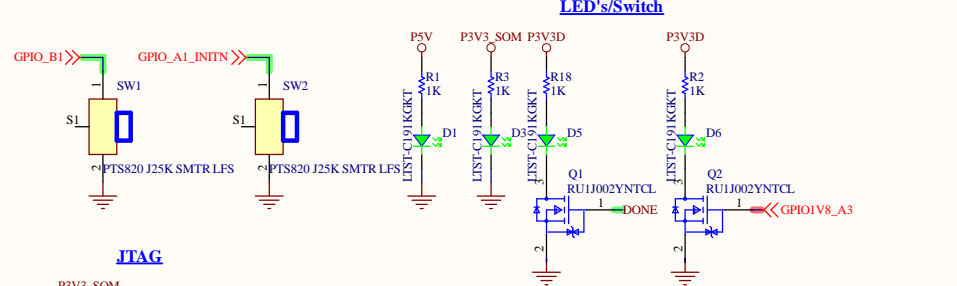 LED's/Switch
P5V
P3V3_SOM
P3V3D
P3V3D
GPIO_B1
GPIO_A1_INITN
R1
1K
R3
1K
R18
1K
R2
1K
1
SW1
1
SW2
S1
S1
2
PTS820 J25K SMTR LFS
2
PTS820 J25K SMTR LFS
LTST-C191KGKT
D1
LTST-C191KGKT
D3
LTST-C191KGKT
D5
LTST-C191KGKT
D6
3
Q1
RU1J002YNTCL
3
Q2
RU1J002YNTCL
1
DONE
1
GPIO1V8_A3
2
2
JTAG
P3V3_SOM